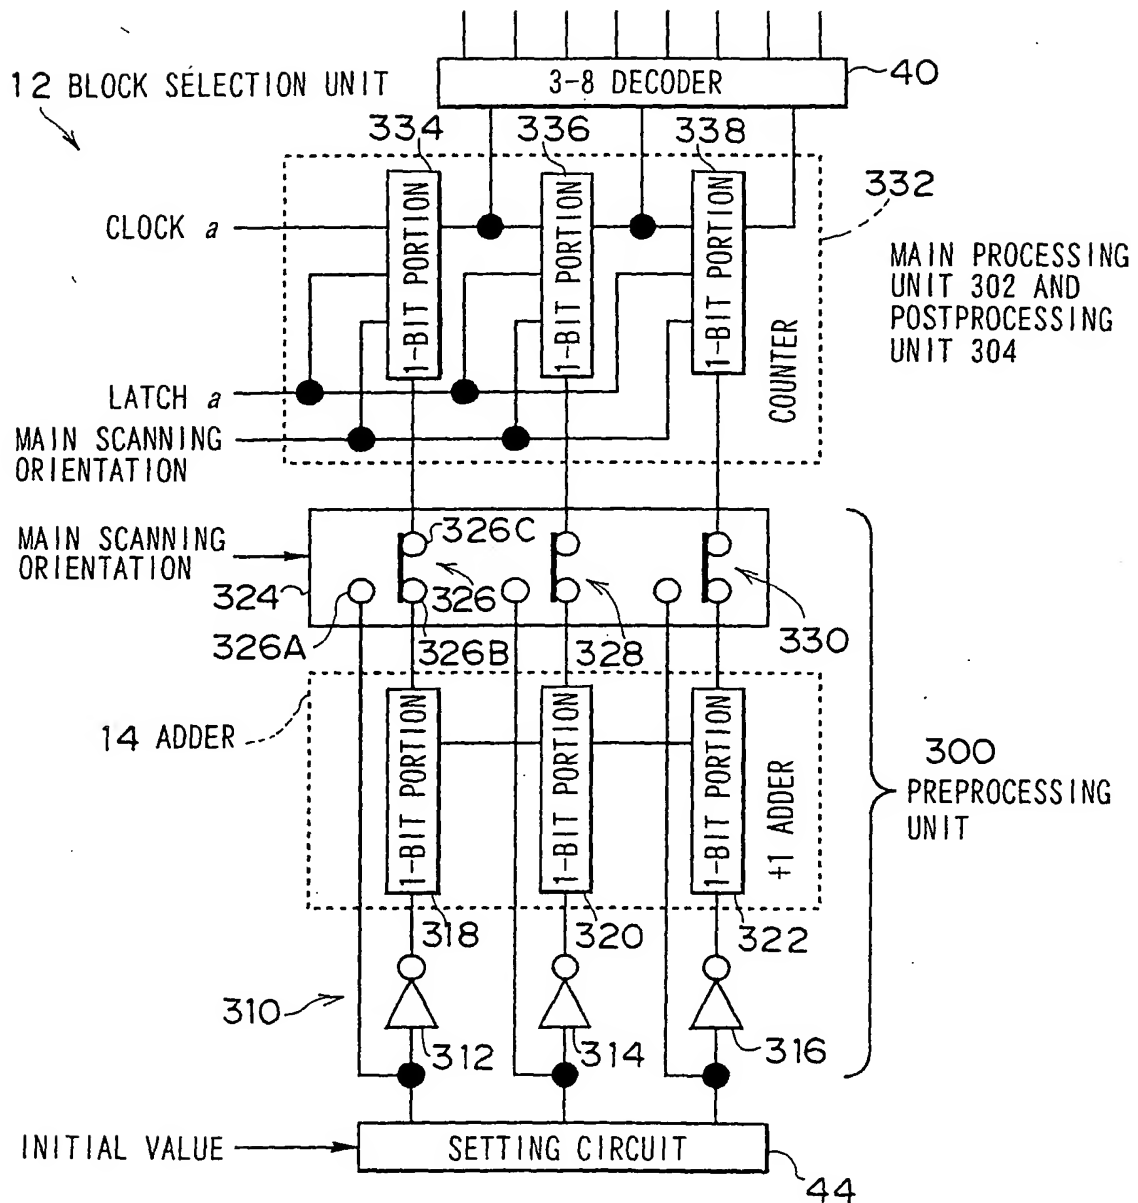 12 BLOCK SELECTION UNIT
3-8 DECODER
40
334
336
338
332
1-BIT PORTION
1-BIT PORTION
1-BIT PORTION
CLOCK a
LATCH a
MAIN SCANNING
ORIENTATION
COUNTER
MAIN PROCESSING
UNIT 302 AND
POSTPROCESSING
UNIT 304
MAIN SCANNING
ORIENTATION
324
326A
326C
326
326B
328
330
14 ADDER
1-BIT PORTION
1-BIT PORTION
1-BIT PORTION
+1 ADDER
300
PREPROCESSING
UNIT
318
320
322
310
312
314
316
INITIAL VALUE
SETTING CIRCUIT
44